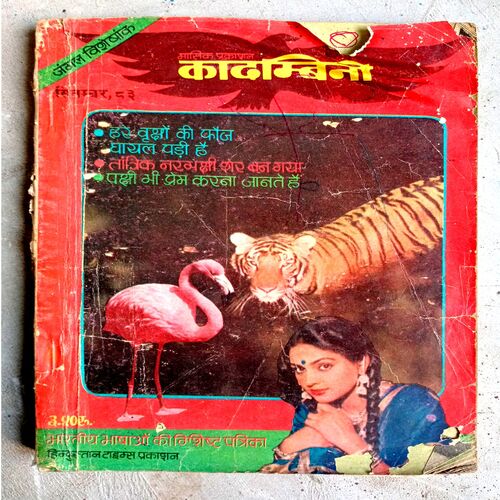 जंगल विशेषांक
मासिक प्रकाशन
कादम्बिनी
सितम्बर, ८३
• हरे वृक्षों की फौज
घायल पड़ी है
• तांत्रिक नरभक्षी शेर बन गया
• पक्षी भी प्रेम करना जानते हैं
भारतीय भाषाओं की विशिष्ट पत्रिका
हिन्दुस्तान टाइम्स प्रकाशन